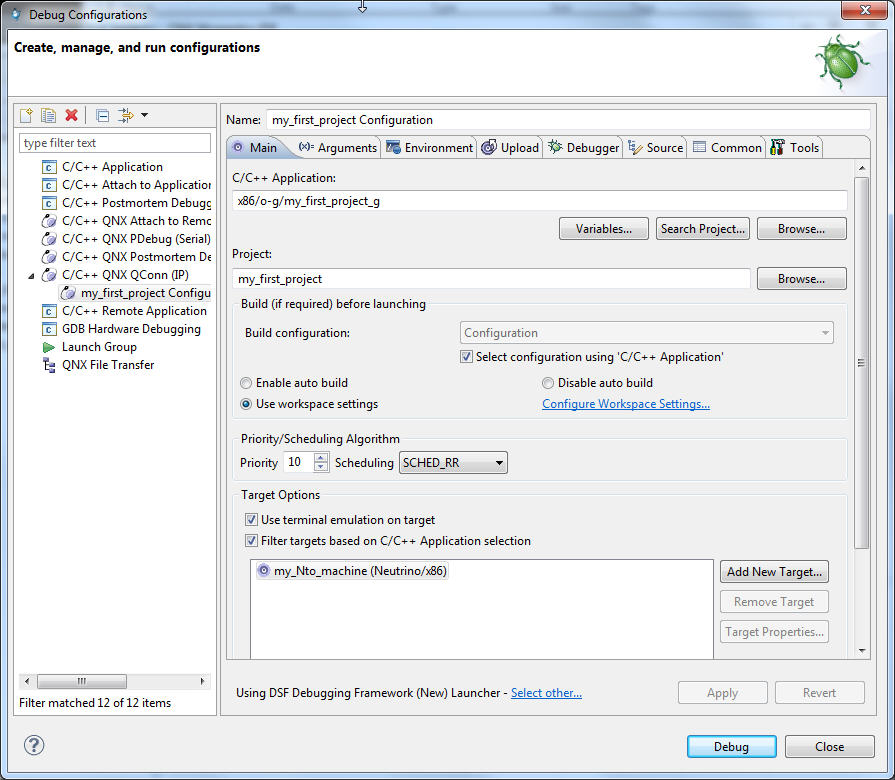 Debug Configurations
Create, manage, and run configurations
type filter text
C/C++ Application
C/C++ Attach to Application
C/C++ Postmortem Debugg
C/C++ QNX Attach to Remo
C/C++ QNX PDebug (Serial)
C/C++ QNX Postmortem De
C/C++ QNX QConn (IP)
my_first_project Configu
C/C++ Remote Application
GDB Hardware Debugging
Launch Group
QNX File Transfer
Filter matched 12 of 12 items
Name: my_first_project Configuration
Main (x)= Arguments Environment Upload Debugger Source Common Tools
C/C++ Application:
x86/o-g/my_first_project_g
Variables... Search Project... Browse...
Project:
my_first_project Browse...
Build (if required) before launching
Build configuration: Configuration
Select configuration using 'C/C++ Application'
Enable auto build Disable auto build
Use workspace settings Configure Workspace Settings...
Priority/Scheduling Algorithm
Priority 10 Scheduling SCHED_RR
Target Options
Use terminal emulation on target
Filter targets based on C/C++ Application selection
my_Nto_machine (Neutrino/x86) Add New Target...
Remove Target
Target Properties...
Using DSF Debugging Framework (New) Launcher - Select other... Apply Revert
? Debug Close